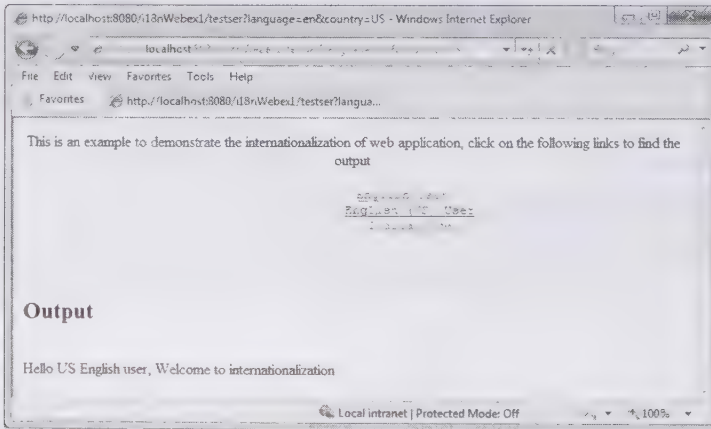 http://localhost:8080/i18nWebex1/testser?language=en&country=US - Windows Internet Explorer
localhost
File Edit View Favorites Tools Help
Favorites http://localhost:8080/i18nWebex1/testser?langua...
This is an example to demonstrate the internationalization of web application, click on the following links to find the
output
English User
Output
Hello US English user, Welcome to internationalization
Local intranet | Protected Mode: Off 100%